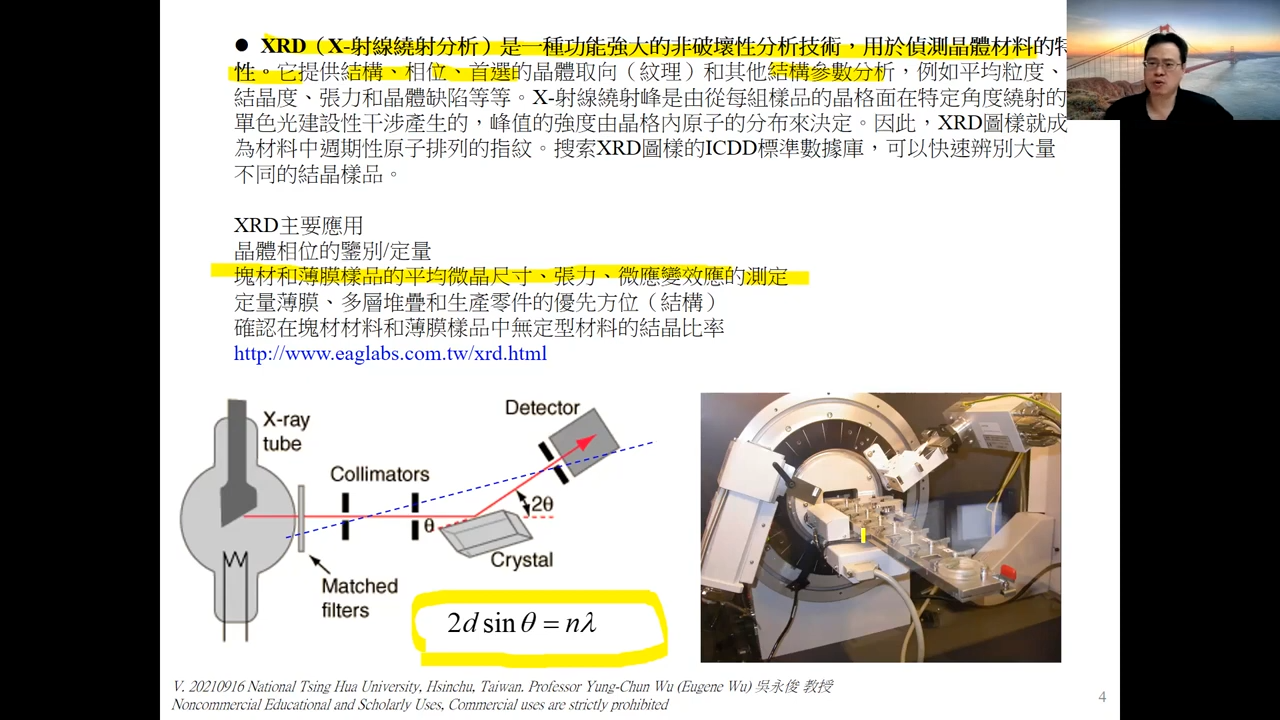 ● XRD（X-射線繞射分析）是一種功能強大的非破壞性分析技術，用於偵測晶體材料的特
性。它提供結構、相位、首選的晶體取向（紋理）和其他結構參數分析，例如平均粒度、
結晶度、張力和晶體缺陷等等。X-射線繞射峰是由從每組樣品的晶格面在特定角度繞射的
單色光建設性干涉產生的，峰值的強度由晶格內原子的分布來決定。因此，XRD圖樣就成
為材料中週期性原子排列的指紋。搜索XRD圖樣的ICDD標準數據庫，可以快速辨別大量
不同的結晶樣品。
XRD主要應用
晶體相位的鑒別/定量
塊材和薄膜樣品的平均微晶尺寸、張力、微應變效應的測定
定量薄膜、多層堆疊和生產零件的優先方位（結構）
確認在塊材材料和薄膜樣品中無定型材料的結晶比率
http://www.eaglabs.com.tw/xrd.html
X-ray
tube
Collimators
Detector
θ
2θ
Crystal
Matched
filters
2d sin θ = nλ
V. 20210916 National Tsing Hua University, Hsinchu, Taiwan. Professor Yung-Chun Wu (Eugene Wu) 吳永俊 教授
Noncommercial Educational and Scholarly Uses, Commercial uses are strictly prohibited
4